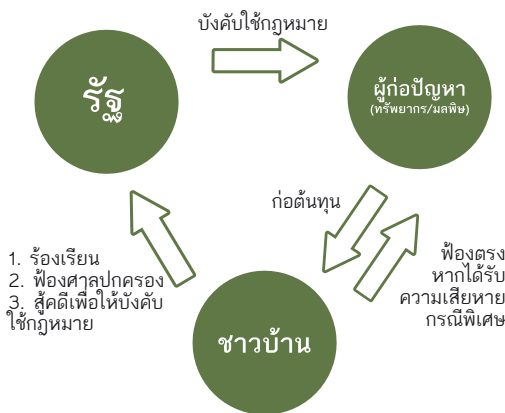 บังคับใช้กฎหมาย
รัฐ
ผู้ก่อปัญหา
(ทรัพยากร/มลพิษ)
ก่อต้นทุน
1. ร้องเรียน
2. ฟ้องศาลปกครอง
3. สู้คดีเพื่อให้บังคับ
ใช้กฎหมาย
ฟ้องตรง
หากได้รับ
ความเสียหาย
กรณีพิเศษ
ชาวบ้าน